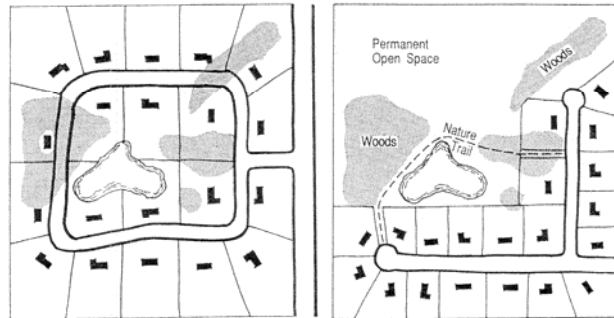 Permanent
Open Space
Woods
Woods
Nature
Trail